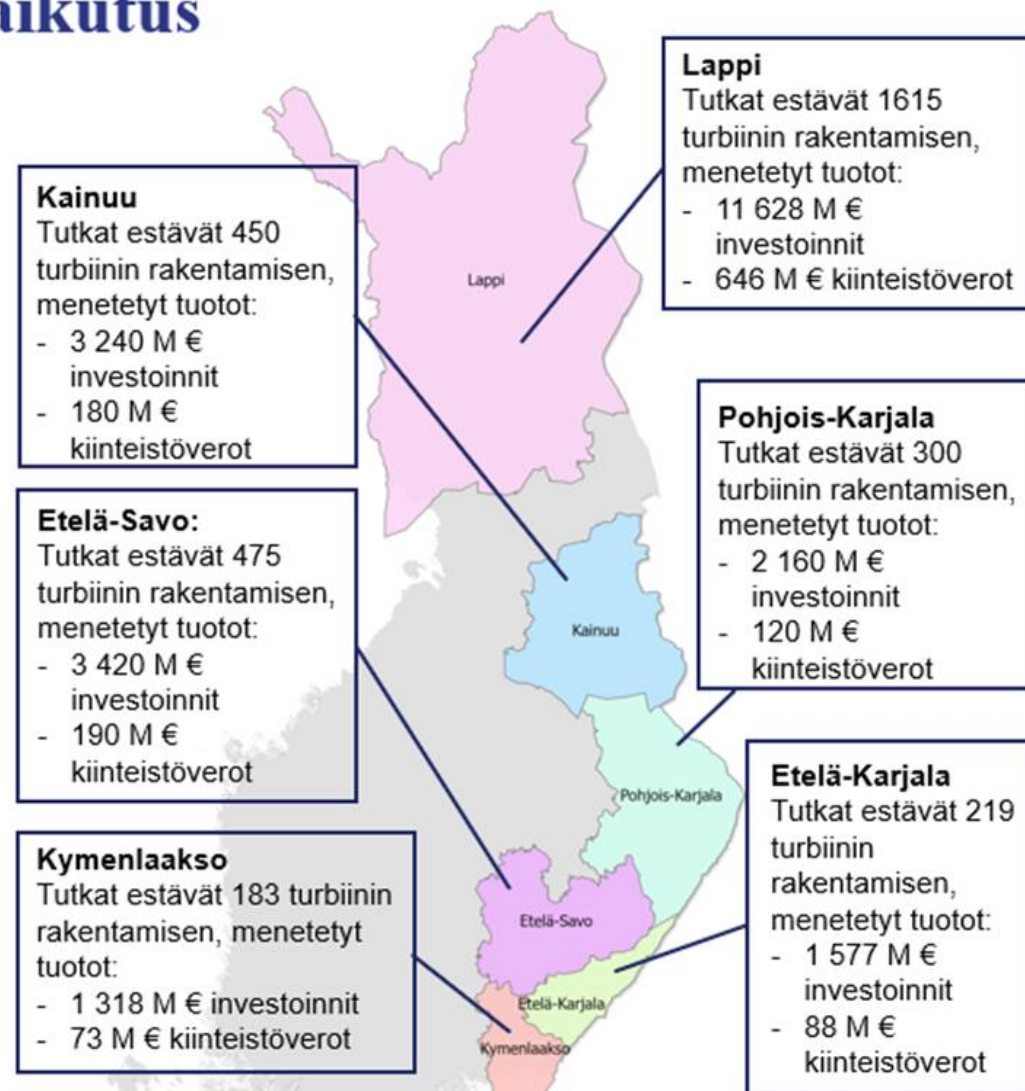 aikutus
Lappi
Tutkat estävät 1615
turbiinin rakentamisen,
menetetyt tuotot:
- 11 628 M €
investoinnit
- 646 M € kiinteistöverot
Kainuu
Tutkat estävät 450
turbiinin rakentamisen,
menetetyt tuotot:
- 3 240 M €
investoinnit
- 180 M €
kiinteistöverot
Lappi
Pohjois-Karjala
Tutkat estävät 300
turbiinin rakentamisen,
menetetyt tuotot:
- 2 160 M €
investoinnit
- 120 M €
kiinteistöverot
Etelä-Savo:
Tutkat estävät 475
turbiinin rakentamisen,
menetetyt tuotot:
- 3 420 M €
investoinnit
- 190 M €
kiinteistöverot
Kainuu
Pohjois-Karjala
Etelä-Karjala
Tutkat estävät 219
turbiinin
rakentamisen,
menetetyt tuotot:
- 1 577 M €
investoinnit
- 88 M €
kiinteistöverot
Kymenlaakso
Tutkat estävät 183 turbiinin
rakentamisen, menetetyt
tuotot:
- 1 318 M € investoinnit
- 73 M € kiinteistöverot
Etelä-Savo
Etelä-Karjala
Kymenlaakso